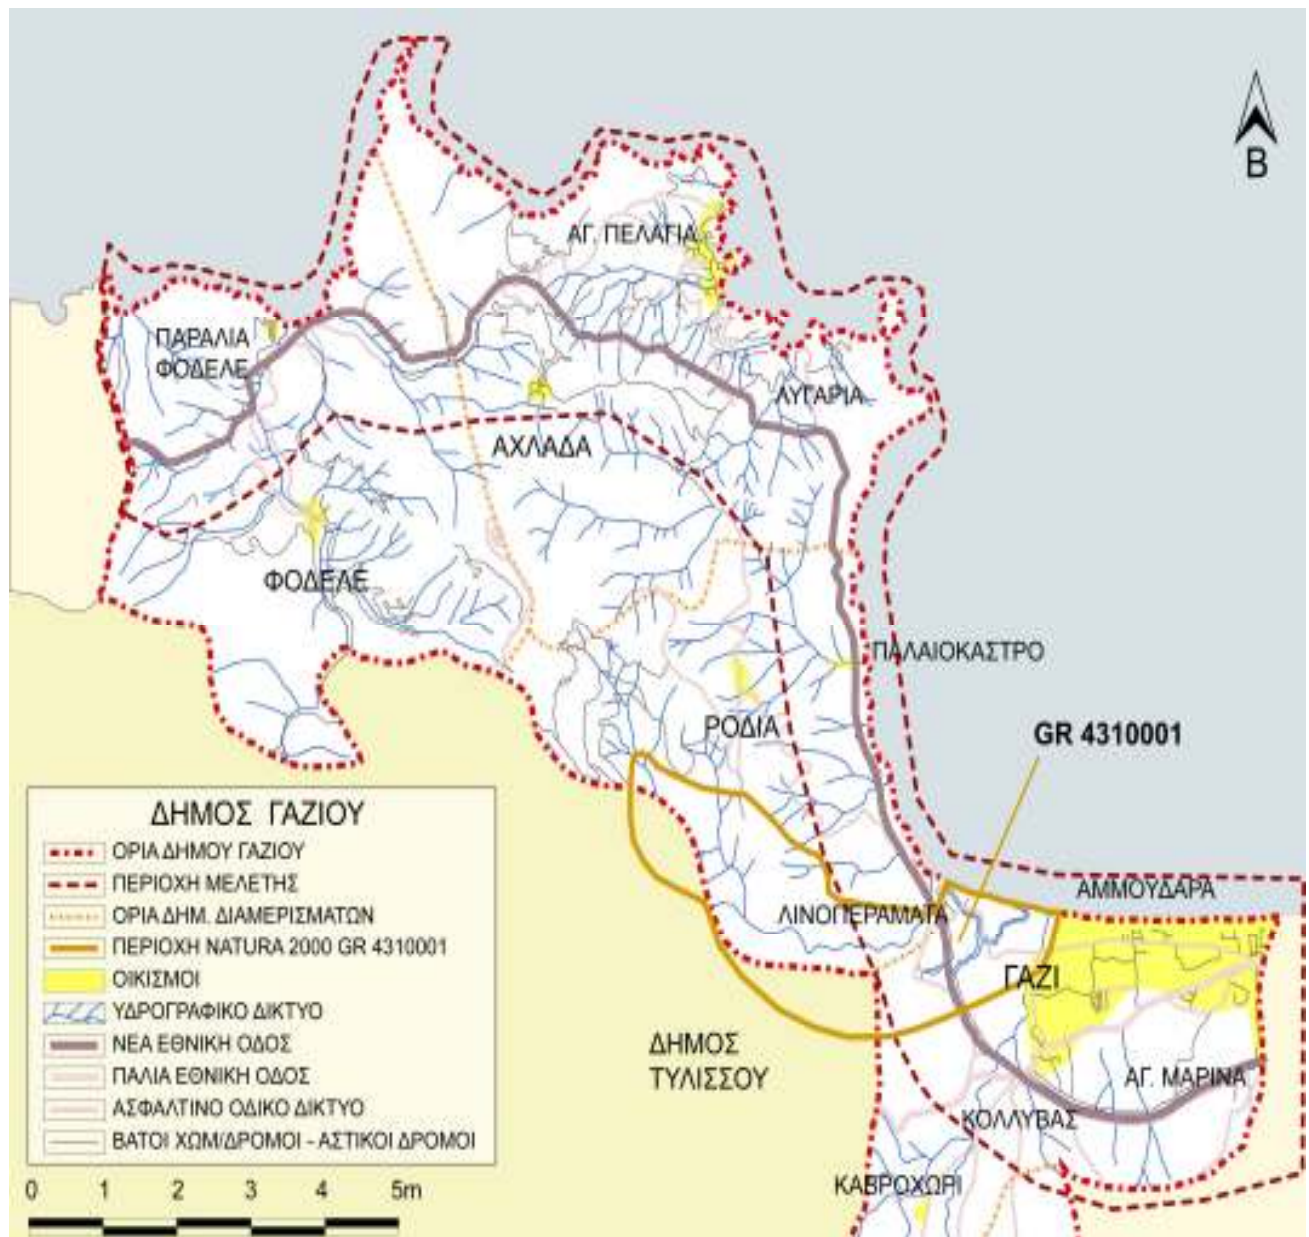 Β
ΑΓ. ΠΕΛΑΓΙΑ
ΠΑΡΑΛΙΑ
ΦΟΔΕΛΕ
ΛΥΓΑΡΙΑ
ΑΧΛΑΔΑ
ΦΟΔΕΛΕ
ΠΑΛΑΙΟΚΑΣΤΡΟ
ΡΟΔΙΑ
GR 4310001
ΑΜΜΟΥΔΑΡΑ
ΛΙΝΟΠΕΡΑΜΑΤΑ
ΓΑΖΙ
ΔΗΜΟΣ
ΤΥΛΙΣΣΟΥ
ΑΓ. ΜΑΡΙΝΑ
ΚΟΛΛΥΒΑΣ
ΚΑΒΡΟΧΩΡΙ
ΔΗΜΟΣ ΓΑΖΙΟΥ
ΟΡΙΑ ΔΗΜΟΥ ΓΑΖΙΟΥ
ΠΕΡΙΟΧΗ ΜΕΛΕΤΗΣ
ΟΡΙΑ ΔΗΜ. ΔΙΑΜΕΡΙΣΜΑΤΩΝ
ΠΕΡΙΟΧΗ NATURA 2000 GR 4310001
ΟΙΚΙΣΜΟΙ
ΥΔΡΟΓΡΑΦΙΚΟ ΔΙΚΤΥΟ
ΝΕΑ ΕΘΝΙΚΗ ΟΔΟΣ
ΠΑΛΙΑ ΕΘΝΙΚΗ ΟΔΟΣ
ΑΣΦΑΛΤΙΝΟ ΟΔΙΚΟ ΔΙΚΤΥΟ
ΒΑΤΟΙ ΧΩΜ/ΔΡΟΜΟΙ - ΑΣΤΙΚΟΙ ΔΡΟΜΟΙ
0 1 2 3 4 5m